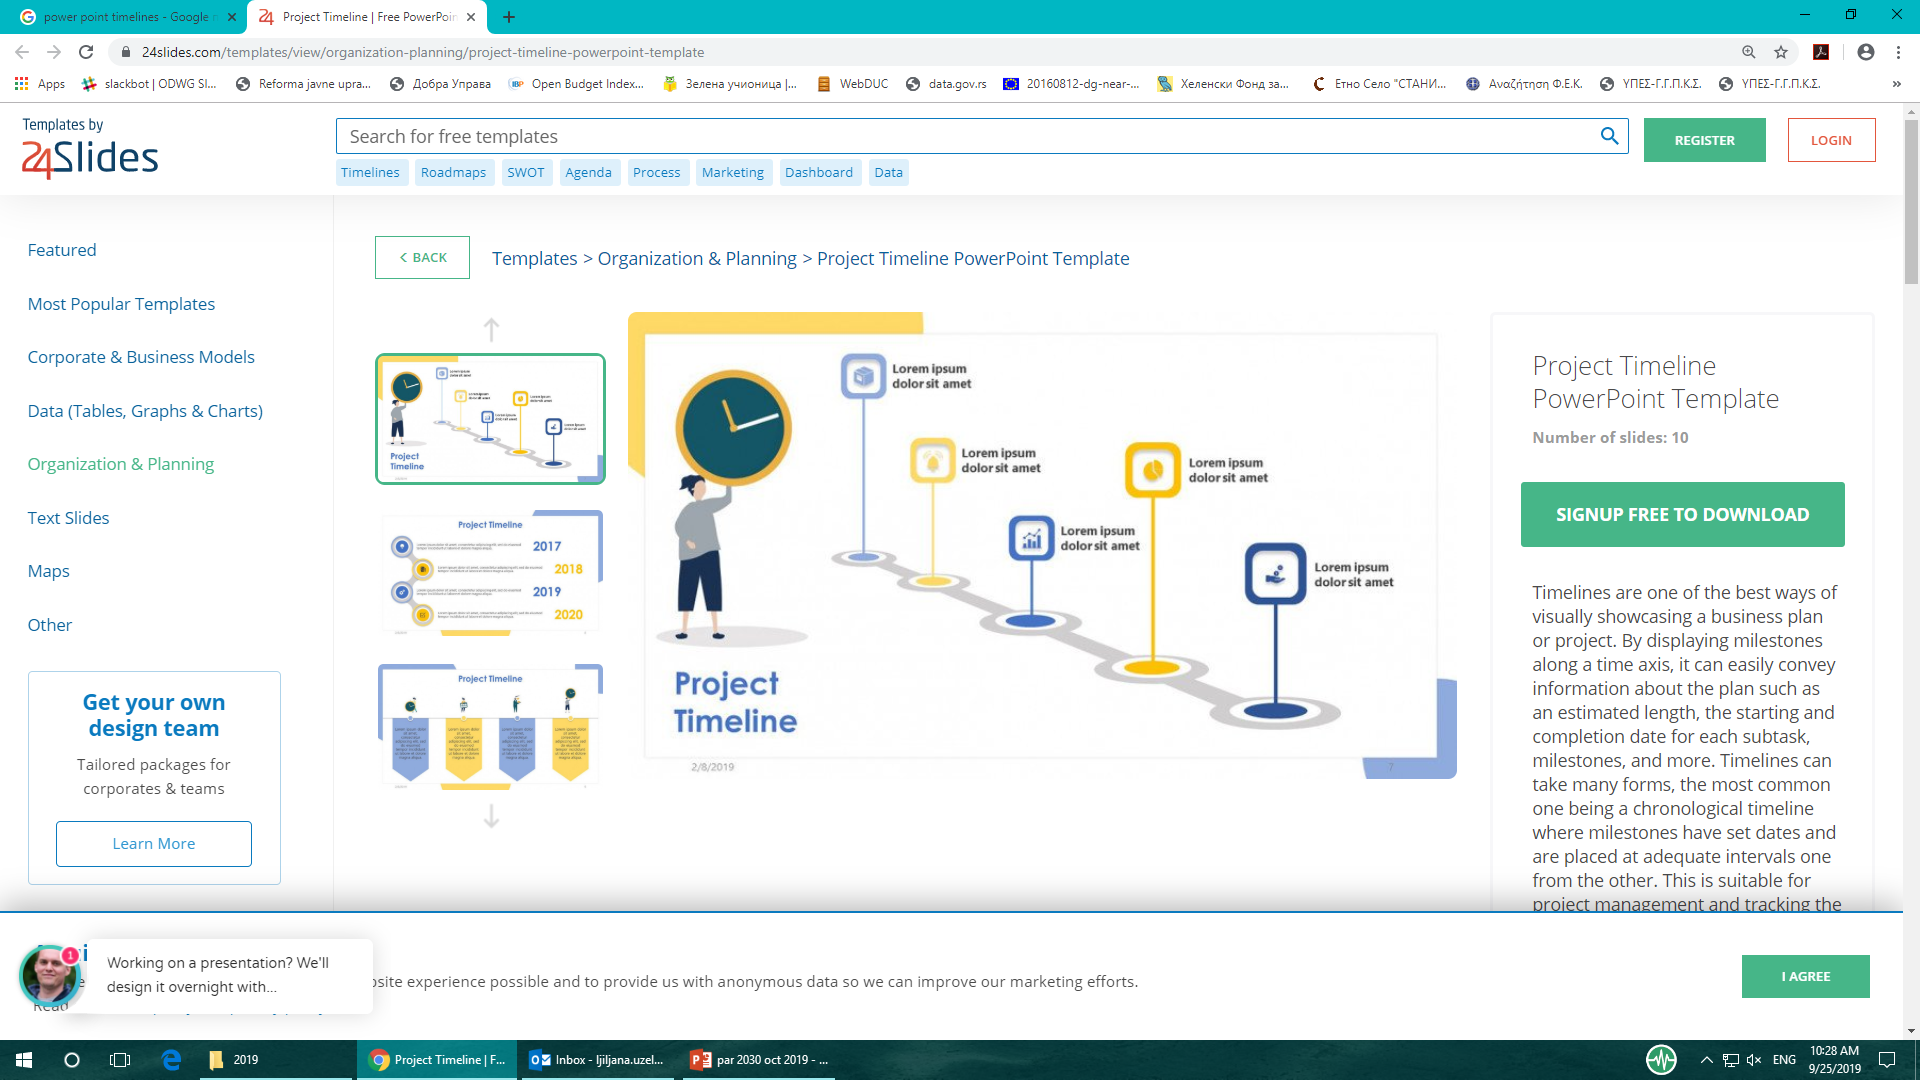 power point timelines - Google
Project Timeline | Free PowerPoin
24slides.com/templates/view/organization-planning/project-timeline-powerpoint-template
Apps
slackbot | ODWG Sl...
Reforma javne upra...
Добра Управа
Open Budget Index...
Зелена учионица |...
WebDUC
data.gov.rs
20160812-dg-near-...
Хеленски Фонд за...
Етно Село "СТАНИ...
Αναζήτηση Φ.Ε.Κ.
ΥΠΕΣ-Γ.Γ.Π.Κ.Σ.
ΥΠΕΣ-Γ.Γ.Π.Κ.Σ.
»
Templates by
24Slides
Search for free templates
REGISTER
LOGIN
Timelines
Roadmaps
SWOT
Agenda
Process
Marketing
Dashboard
Data
Featured
Most Popular Templates
Corporate & Business Models
Data (Tables, Graphs & Charts)
Organization & Planning
Text Slides
Maps
Other
Get your own
design team
Tailored packages for
corporates & teams
Learn More
< BACK
Templates > Organization & Planning > Project Timeline PowerPoint Template
Project
Timeline
Project Timeline
2017
2018
2019
2020
Project Timeline
Lorem ipsum
dolor sit amet
Lorem ipsum
dolor sit amet
Lorem ipsum
dolor sit amet
Lorem ipsum
dolor sit amet
Lorem ipsum
dolor sit amet
Project
Timeline
2/8/2019
7
Project Timeline
PowerPoint Template
Number of slides: 10
SIGNUP FREE TO DOWNLOAD
Timelines are one of the best ways of
visually showcasing a business plan
or project. By displaying milestones
along a time axis, it can easily convey
information about the plan such as
an estimated length, the starting and
completion date for each subtask,
milestones, and more. Timelines can
take many forms, the most common
one being a chronological timeline
where milestones have set dates and
are placed at adequate intervals one
from the other. This is suitable for
project management and tracking the
1
Working on a presentation? We'll
design it overnight with...
bsite experience possible and to provide us with anonymous data so we can improve our marketing efforts.
Read
I AGREE
2019
Project Timeline | F...
Inbox - ljiljana.uzel...
par 2030 oct 2019 - ...
ENG
10:28 AM
9/25/2019